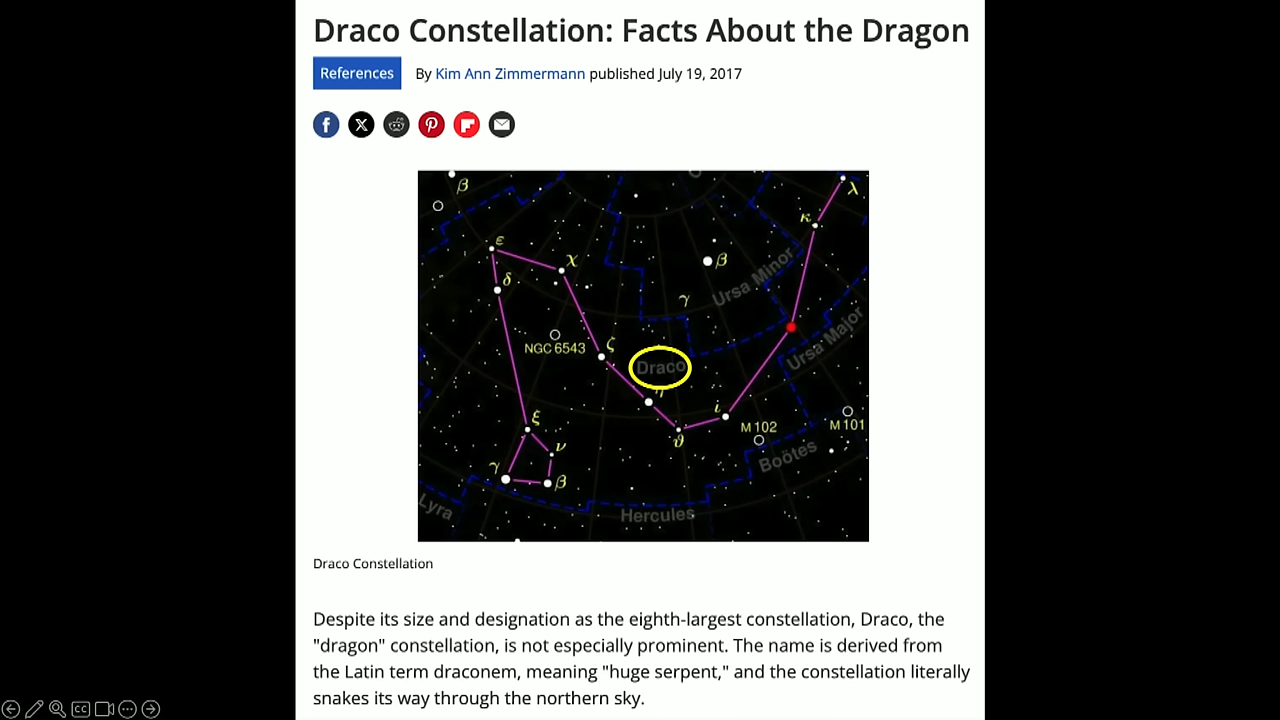 Draco Constellation: Facts About the Dragon
References By Kim Ann Zimmermann published July 19, 2017
β
λ
κ
ε
χ
δ
β
Ursa Minor
γ
NGC 6543
ζ
Draco
Ursa Major
η
ι
M 102
M 101
ξ
ϑ
ν
Boötes
γ
β
Lyra
Hercules
Draco Constellation
Despite its size and designation as the eighth-largest constellation, Draco, the
"dragon" constellation, is not especially prominent. The name is derived from
the Latin term draconem, meaning "huge serpent," and the constellation literally
snakes its way through the northern sky.
CC